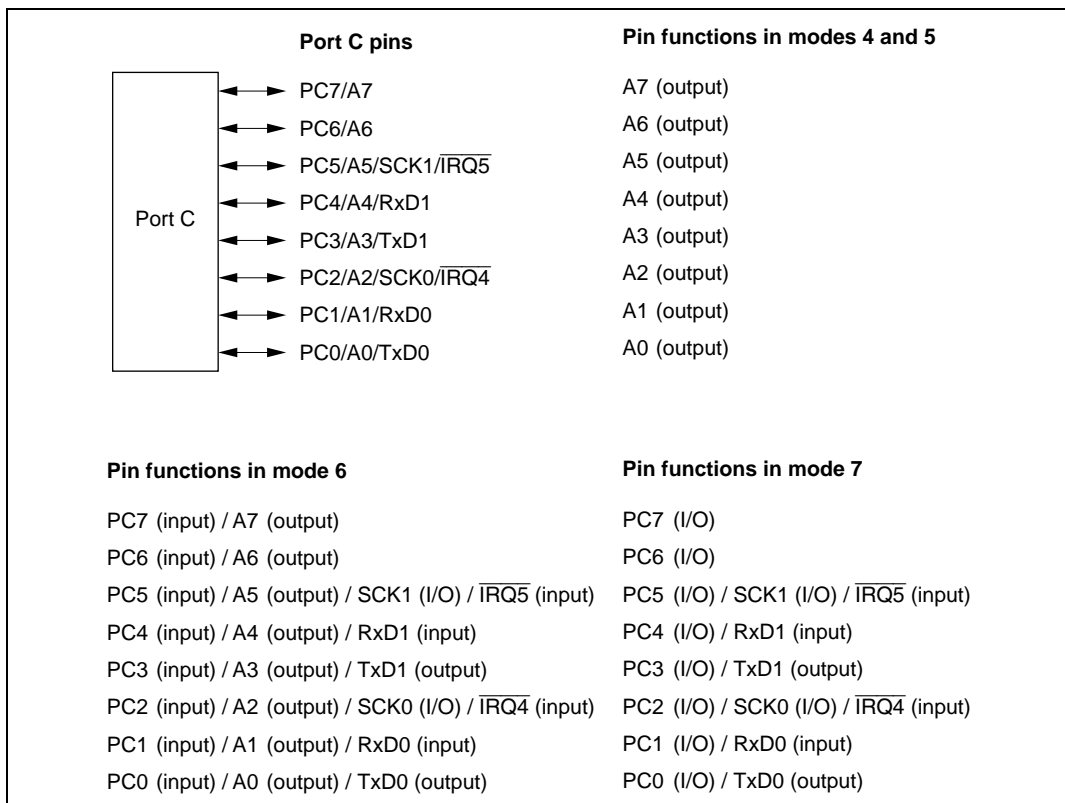 Port C pins
Pin functions in modes 4 and 5
Port C
PC7/A7
A7 (output)
PC6/A6
A6 (output)
PC5/A5/SCK1/I̅R̅Q̅5̅
A5 (output)
PC4/A4/RxD1
A4 (output)
PC3/A3/TxD1
A3 (output)
PC2/A2/SCK0/I̅R̅Q̅4̅
A2 (output)
PC1/A1/RxD0
A1 (output)
PC0/A0/TxD0
A0 (output)
Pin functions in mode 6
PC7 (input) / A7 (output)
PC6 (input) / A6 (output)
PC5 (input) / A5 (output) / SCK1 (I/O) / I̅R̅Q̅5̅ (input)
PC4 (input) / A4 (output) / RxD1 (input)
PC3 (input) / A3 (output) / TxD1 (output)
PC2 (input) / A2 (output) / SCK0 (I/O) / I̅R̅Q̅4̅ (input)
PC1 (input) / A1 (output) / RxD0 (input)
PC0 (input) / A0 (output) / TxD0 (output)
Pin functions in mode 7
PC7 (I/O)
PC6 (I/O)
PC5 (I/O) / SCK1 (I/O) / I̅R̅Q̅5̅ (input)
PC4 (I/O) / RxD1 (input)
PC3 (I/O) / TxD1 (output)
PC2 (I/O) / SCK0 (I/O) / I̅R̅Q̅4̅ (input)
PC1 (I/O) / RxD0 (input)
PC0 (I/O) / TxD0 (output)